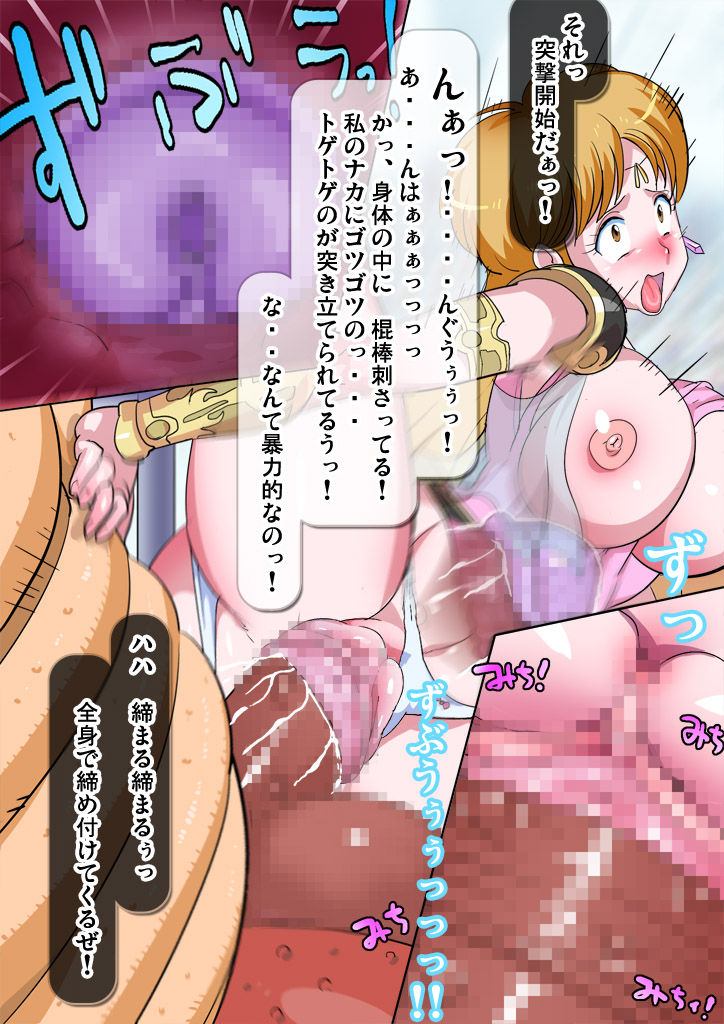 それっ
突撃開始だぁっ！
んぁっ！・・・・んぐうぅぅっ！
あ・・・んはぁぁぁっっっっ
かっ、身体の中に　棍棒刺さってる！
私のナカにゴツゴツのっ・・・
トゲトゲのが突き立てられてるうっ！
な・・なんて暴力的なのっ！
ハハ　締まる締まるぅっ
全身で締め付けてくるぜ！
ずぶうっ！
ずっ
ずぶうぅぅっっっっ!!
みち！
みちッ！
みち
みちィ！